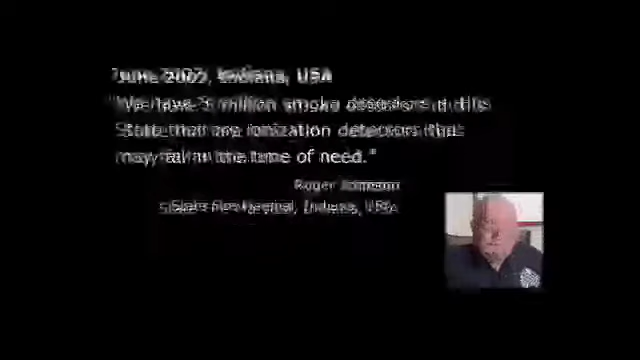 June 2007, Indiana, USA
"We have 3 million smoke detectors in this
State that are ionization detectors that
may fail in the time of need."
Roger Johnson
State Fire Marshal, Indiana, USA